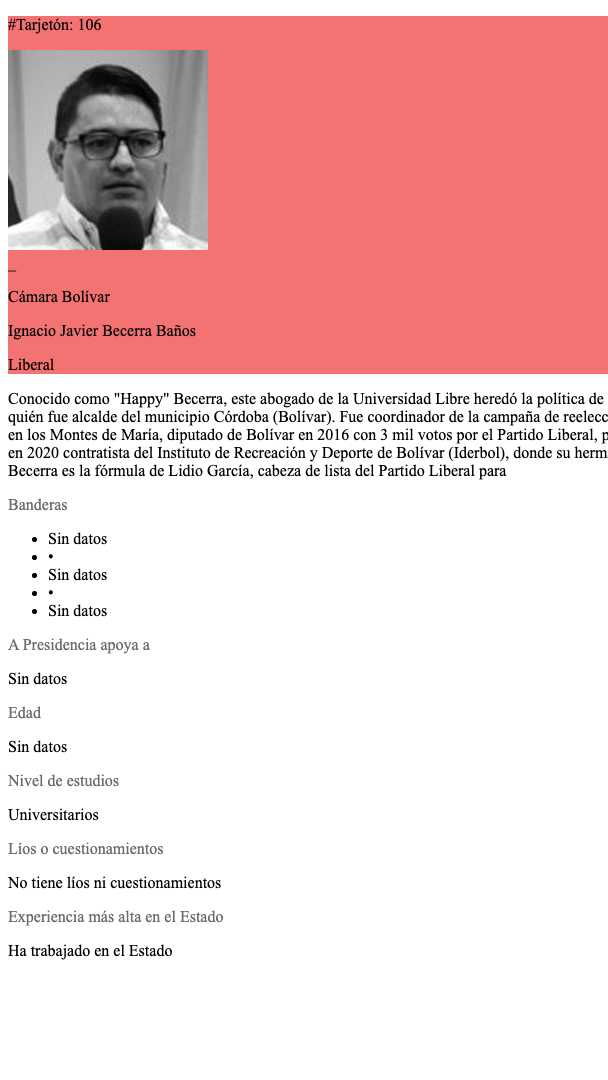 #Tarjetón: 106
_
Cámara Bolívar
Ignacio Javier Becerra Baños
Liberal
Conocido como "Happy" Becerra, este abogado de la Universidad Libre heredó la política de
quién fue alcalde del municipio Córdoba (Bolívar). Fue coordinador de la campaña de
en los Montes de María, diputado de Bolívar en 2016 con 3 mil votos por el Partido Liberal,
en 2020 contratista del Instituto de Recreación y Deporte de Bolívar (Iderbol), donde su
Becerra es la fórmula de Lidio García, cabeza de lista del Partido Liberal para
Banderas
• Sin datos
• •
• Sin datos
• •
• Sin datos
A Presidencia apoya a
Sin datos
Edad
Sin datos
Nivel de estudios
Universitarios
Líos o cuestionamientos
No tiene líos ni cuestionamientos
Experiencia más alta en el Estado
Ha trabajado en el Estado